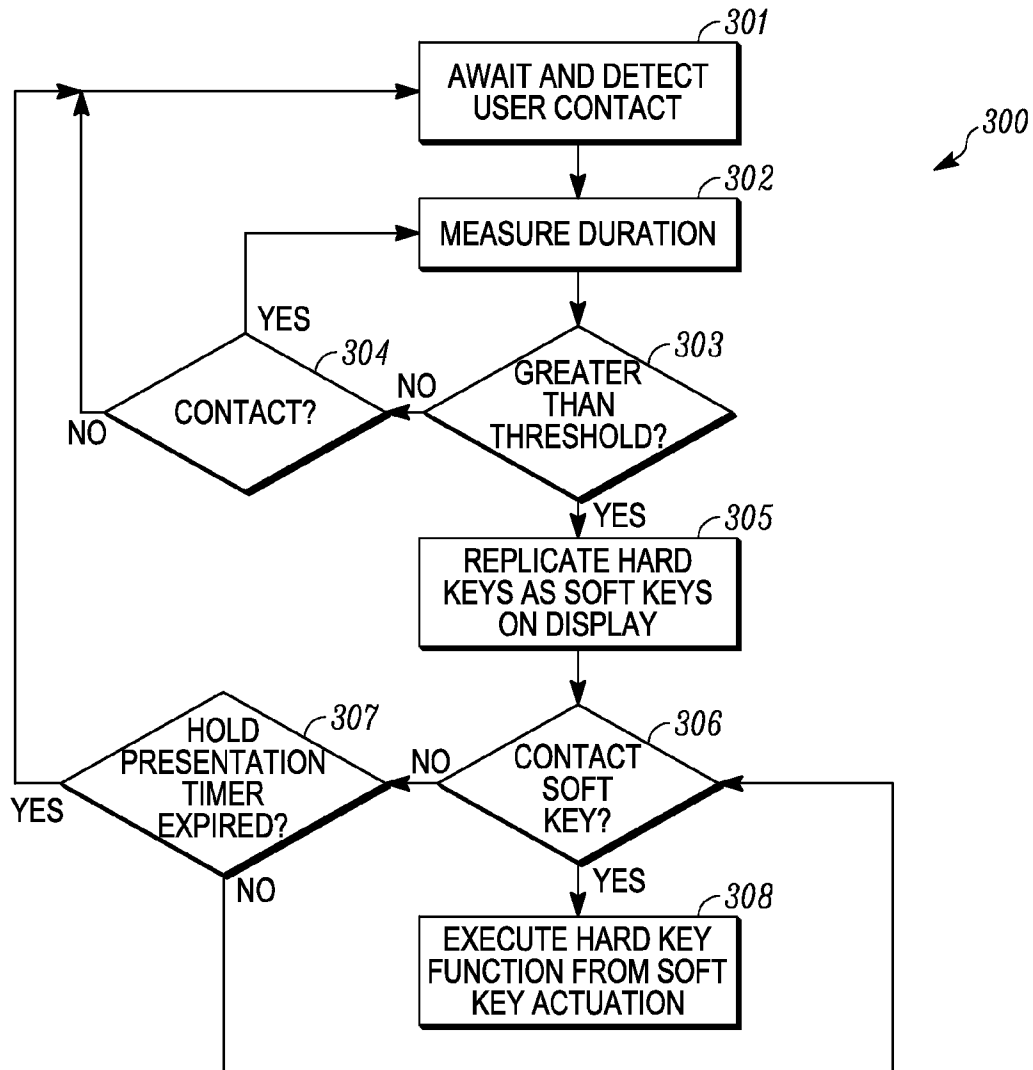 301
AWAIT AND DETECT
USER CONTACT
300
302
MEASURE DURATION
YES
304
CONTACT?
NO
NO
303
GREATER
THAN
THRESHOLD?
YES
305
REPLICATE HARD
KEYS AS SOFT KEYS
ON DISPLAY
307
HOLD
PRESENTATION
TIMER
EXPIRED?
YES
NO
NO
306
CONTACT
SOFT
KEY?
YES
308
EXECUTE HARD KEY
FUNCTION FROM SOFT
KEY ACTUATION